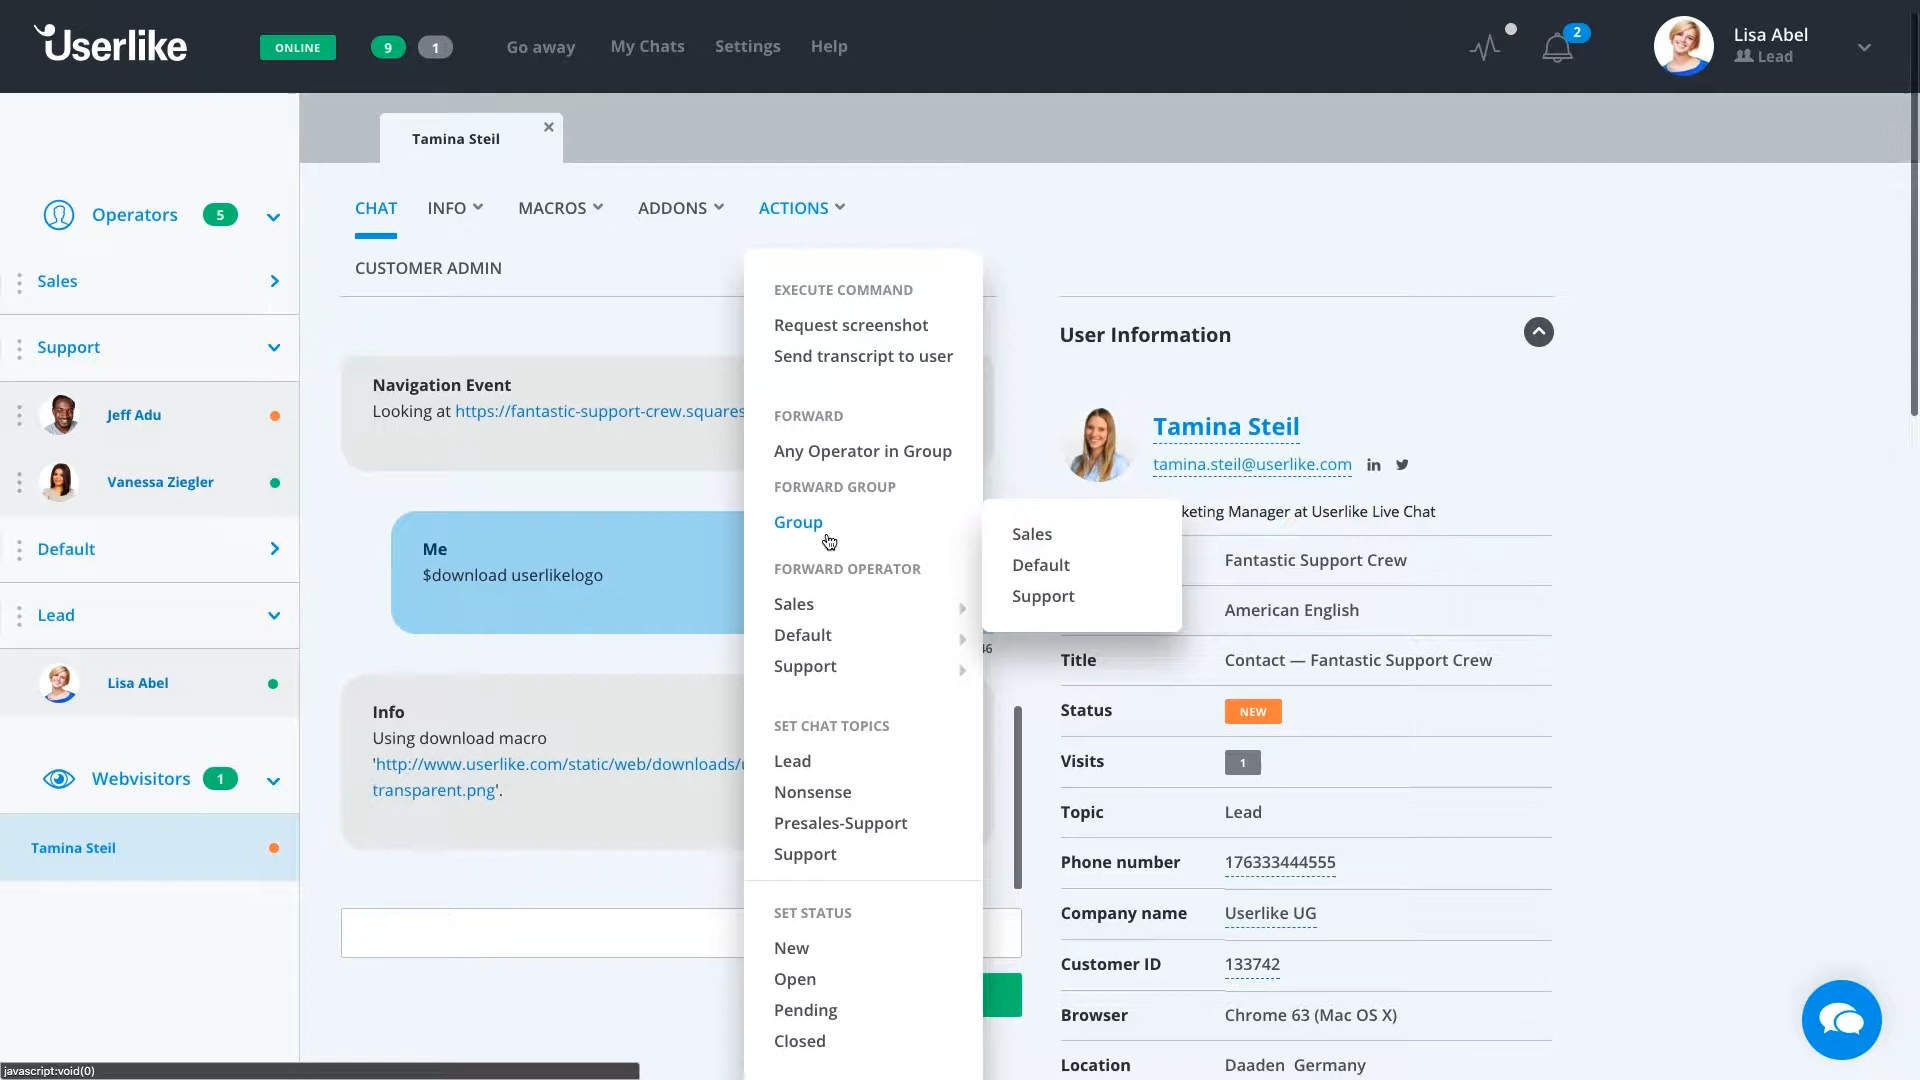 Userlike
ONLINE
9
1
Go away
My Chats
Settings
Help
2
Lisa Abel
Lead
Tamina Steil
Operators
5
Sales
Support
Jeff Adu
Vanessa Ziegler
Default
Lead
Lisa Abel
Webvisitors
1
Tamina Steil
CHAT
INFO
MACROS
ADDONS
ACTIONS
CUSTOMER ADMIN
Navigation Event
Looking at https://fantastic-support-crew.squares
Me
$download userlikelogo
46
Info
Using download macro
'http://www.userlike.com/static/web/downloads/
transparent.png'.
EXECUTE COMMAND
Request screenshot
Send transcript to user
FORWARD
Any Operator in Group
FORWARD GROUP
Group
FORWARD OPERATOR
Sales
Default
Support
SET CHAT TOPICS
Lead
Nonsense
Presales-Support
Support
SET STATUS
New
Open
Pending
Closed
Sales
Default
Support
User Information
Tamina Steil
tamina.steil@userlike.com
keting Manager at Userlike Live Chat
Fantastic Support Crew
American English
Title
Contact — Fantastic Support Crew
Status
NEW
Visits
1
Topic
Lead
Phone number
176333444555
Company name
Userlike UG
Customer ID
133742
Browser
Chrome 63 (Mac OS X)
Location
Daaden Germany
javascript:void(0)